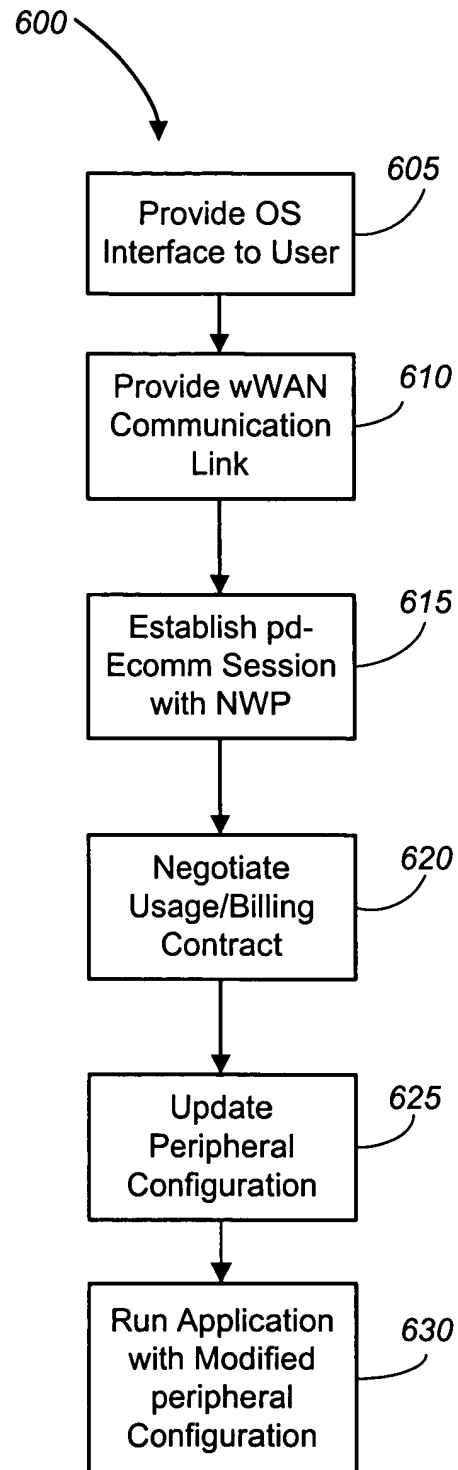 600
605
Provide OS
Interface to User
610
Provide wWAN
Communication
Link
615
Establish pd-
Ecomm Session
with NWP
620
Negotiate
Usage/Billing
Contract
625
Update
Peripheral
Configuration
630
Run Application
with Modified
peripheral
Configuration